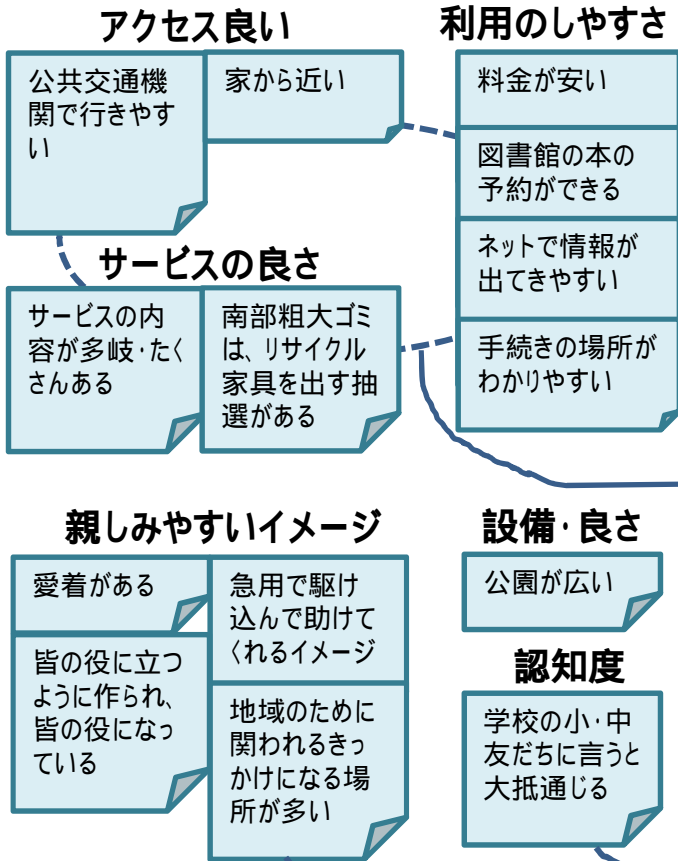 アクセス良い
公共交通機
関で行きやす
い
家から近い
利用のしやすさ
料金が安い
図書館の本の
予約ができる
ネットで情報が
出てきやすい
手続きの場所が
わかりやすい
サービスの良さ
サービスの内
容が多岐・たく
さんある
南部粗大ゴミ
は、リサイクル
家具を出す抽
選がある
親しみやすいイメージ
愛着がある
皆の役に立つ
ように作られ、
皆の役になっ
ている
急用で駆け
込んで助けて
くれるイメージ
地域のために
関われるきっ
かけになる場
所が多い
設備・良さ
公園が広い
認知度
学校の小・中
友だちに言うと
大抵通じる